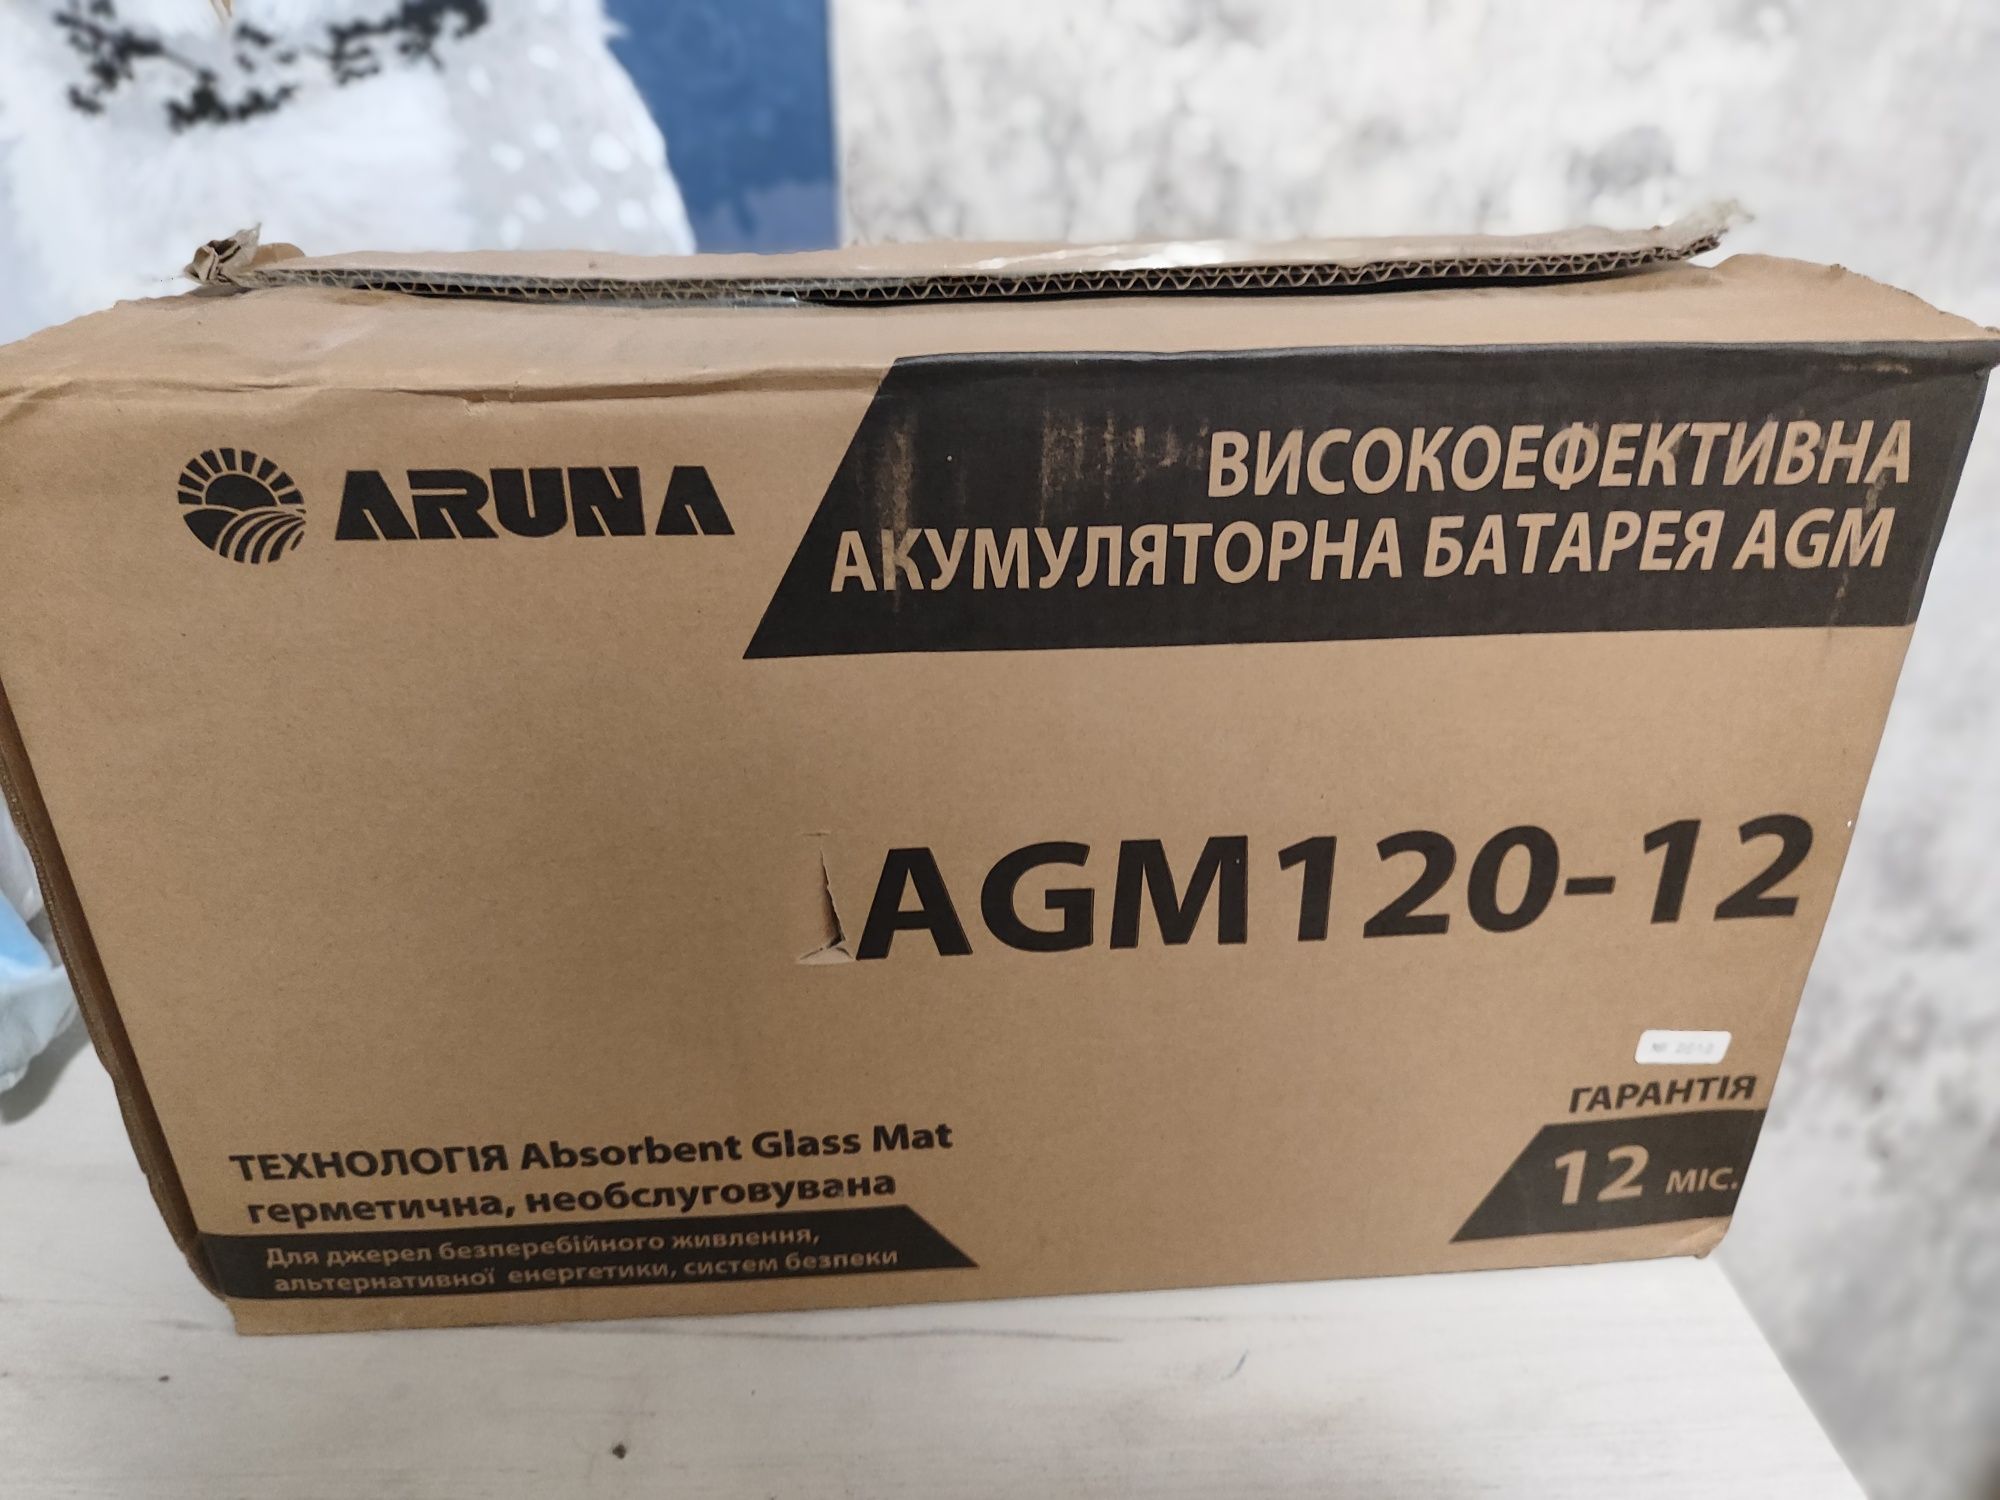 ARUNA
ВИСОКОЕФЕКТИВНА
АКУМУЛЯТОРНА БАТАРЕЯ AGM
AGM120-12
ГАРАНТІЯ
12 МІС.
ТЕХНОЛОГІЯ Absorbent Glass Mat
герметична, необслуговувана
Для джерел безперебійного живлення,
альтернативної енергетики, систем безпеки